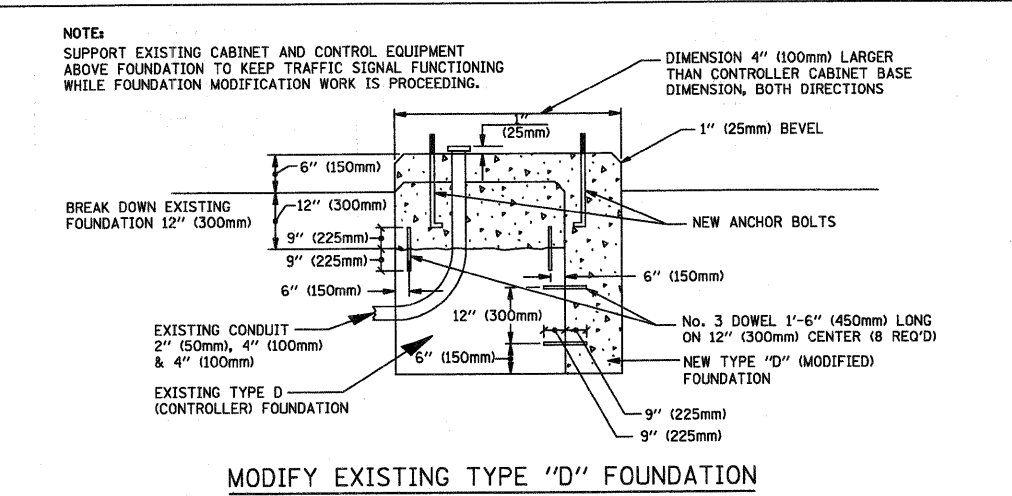 NOTE:
SUPPORT EXISTING CABINET AND CONTROL EQUIPMENT
ABOVE FOUNDATION TO KEEP TRAFFIC SIGNAL FUNCTIONING
WHILE FOUNDATION MODIFICATION WORK IS PROCEEDING.
DIMENSION 4" (100mm) LARGER
THAN CONTROLLER CABINET BASE
DIMENSION, BOTH DIRECTIONS
1"
(25mm)
1" (25mm) BEVEL
6" (150mm)
BREAK DOWN EXISTING
FOUNDATION 12" (300mm)
12" (300mm)
NEW ANCHOR BOLTS
9" (225mm)
9" (225mm)
6" (150mm)
6" (150mm)
12" (300mm)
No. 3 DOWEL 1'-6" (450mm) LONG
ON 12" (300mm) CENTER (8 REQ'D)
EXISTING CONDUIT
2" (50mm), 4" (100mm)
& 4" (100mm)
6" (150mm)
NEW TYPE "D" (MODIFIED)
FOUNDATION
EXISTING TYPE D
(CONTROLLER) FOUNDATION
9" (225mm)
9" (225mm)
MODIFY EXISTING TYPE "D" FOUNDATION